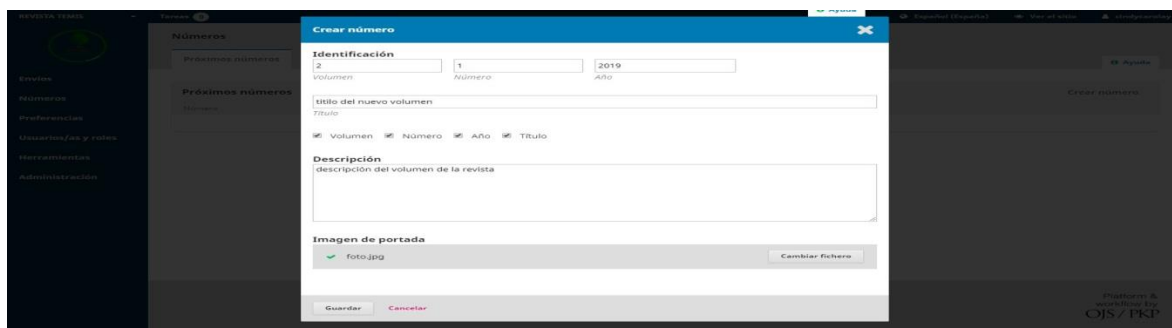 REVISTA TEMIS
Tareas 0
Ayuda
Español (España)
Ver el sitio
Números
Próximos números
Ayuda
Envíos
Números
Preferencias
Usuarios/as y roles
Herramientas
Administración
Próximos números
Crear número
Crear número
Identificación
2 1 2019
Volumen Número Año
titilo del nuevo volumen
Título
Volumen Número Año Título
Descripción
descripción del volumen de la revista
Imagen de portada
foto.jpg
Cambiar fichero
Guardar Cancelar
Platform &
workflow by
OJS / PKP